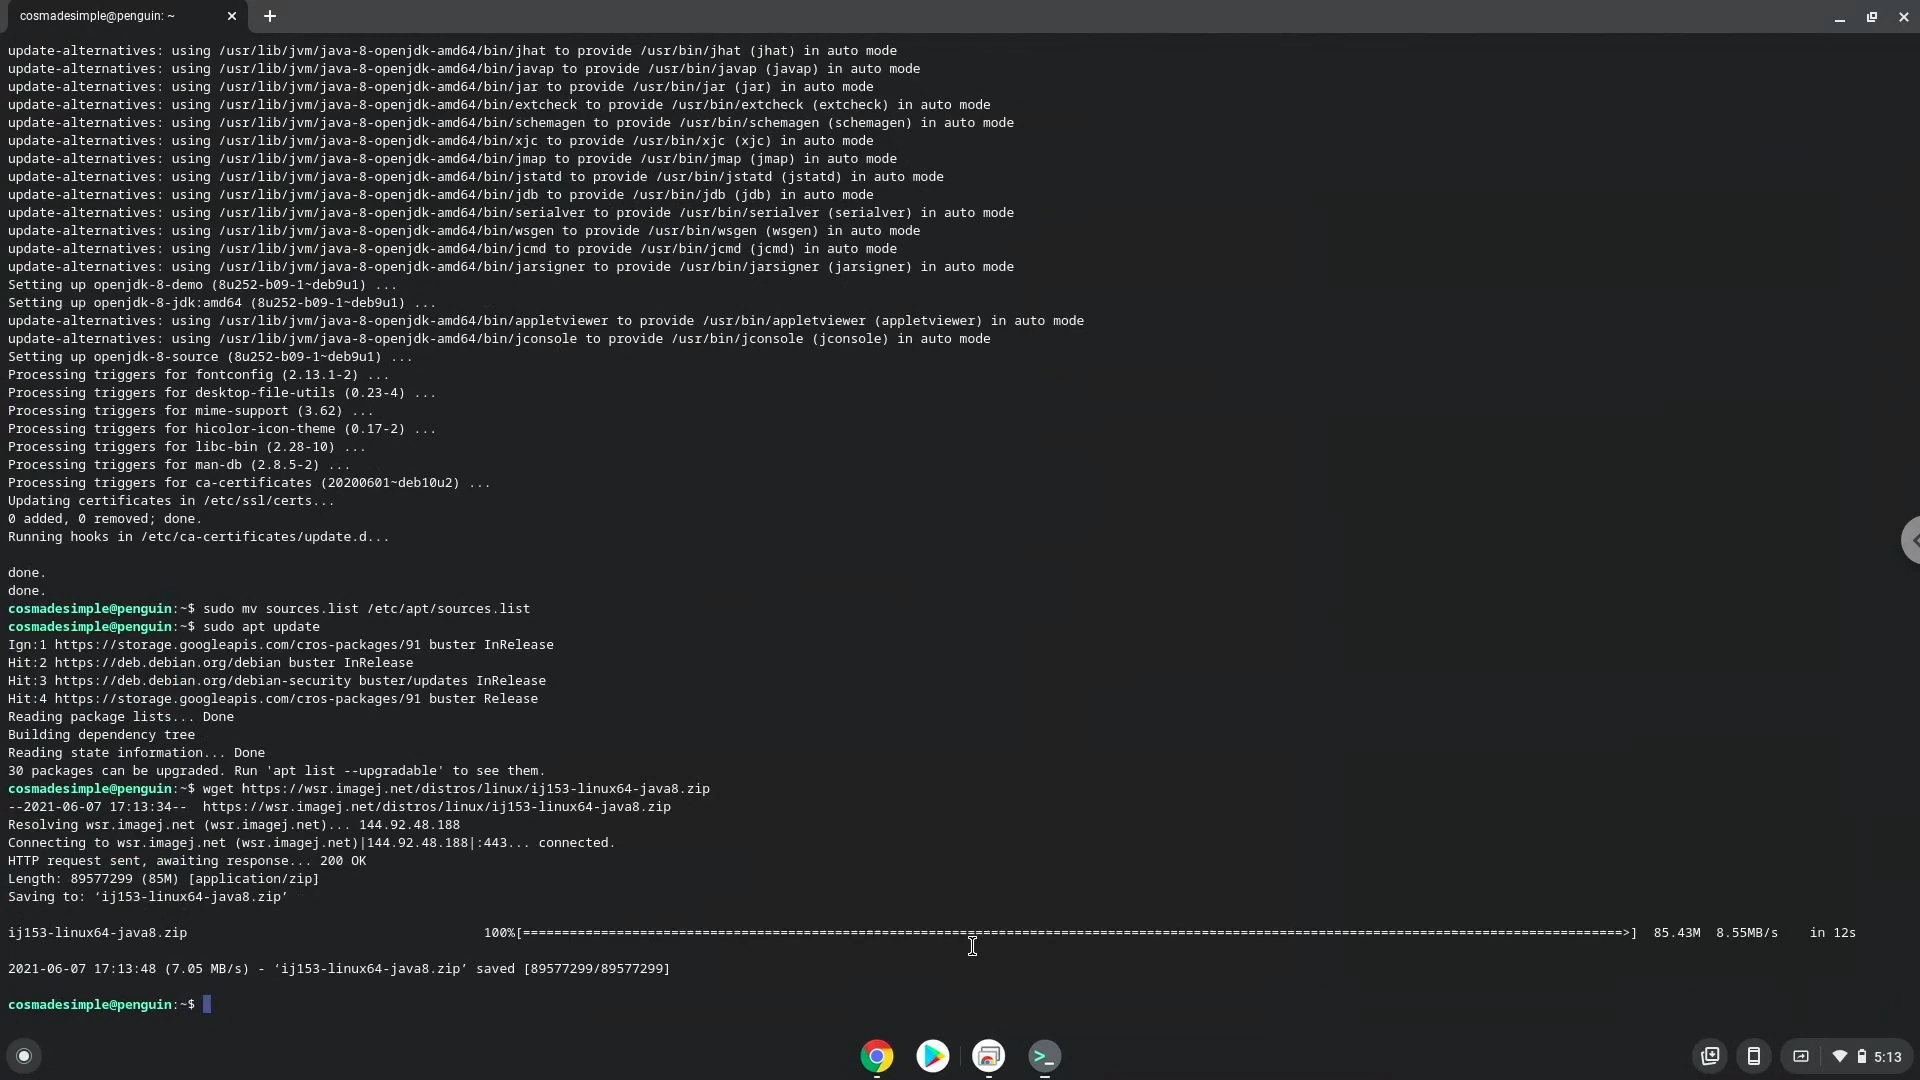 cosmadesimple@penguin: ~
update-alternatives: using /usr/lib/jvm/java-8-openjdk-amd64/bin/jhat to provide /usr/bin/jhat (jhat) in auto mode
update-alternatives: using /usr/lib/jvm/java-8-openjdk-amd64/bin/javap to provide /usr/bin/javap (javap) in auto mode
update-alternatives: using /usr/lib/jvm/java-8-openjdk-amd64/bin/jar to provide /usr/bin/jar (jar) in auto mode
update-alternatives: using /usr/lib/jvm/java-8-openjdk-amd64/bin/extcheck to provide /usr/bin/extcheck (extcheck) in auto mode
update-alternatives: using /usr/lib/jvm/java-8-openjdk-amd64/bin/schemagen to provide /usr/bin/schemagen (schemagen) in auto mode
update-alternatives: using /usr/lib/jvm/java-8-openjdk-amd64/bin/xjc to provide /usr/bin/xjc (xjc) in auto mode
update-alternatives: using /usr/lib/jvm/java-8-openjdk-amd64/bin/jmap to provide /usr/bin/jmap (jmap) in auto mode
update-alternatives: using /usr/lib/jvm/java-8-openjdk-amd64/bin/jstatd to provide /usr/bin/jstatd (jstatd) in auto mode
update-alternatives: using /usr/lib/jvm/java-8-openjdk-amd64/bin/jdb to provide /usr/bin/jdb (jdb) in auto mode
update-alternatives: using /usr/lib/jvm/java-8-openjdk-amd64/bin/serialver to provide /usr/bin/serialver (serialver) in auto mode
update-alternatives: using /usr/lib/jvm/java-8-openjdk-amd64/bin/wsgen to provide /usr/bin/wsgen (wsgen) in auto mode
update-alternatives: using /usr/lib/jvm/java-8-openjdk-amd64/bin/jcmd to provide /usr/bin/jcmd (jcmd) in auto mode
update-alternatives: using /usr/lib/jvm/java-8-openjdk-amd64/bin/jarsigner to provide /usr/bin/jarsigner (jarsigner) in auto mode
Setting up openjdk-8-demo (8u252-b09-1~deb9u1) ...
Setting up openjdk-8-jdk:amd64 (8u252-b09-1~deb9u1) ...
update-alternatives: using /usr/lib/jvm/java-8-openjdk-amd64/bin/appletviewer to provide /usr/bin/appletviewer (appletviewer) in auto mode
update-alternatives: using /usr/lib/jvm/java-8-openjdk-amd64/bin/jconsole to provide /usr/bin/jconsole (jconsole) in auto mode
Setting up openjdk-8-source (8u252-b09-1~deb9u1) ...
Processing triggers for fontconfig (2.13.1-2) ...
Processing triggers for desktop-file-utils (0.23-4) ...
Processing triggers for mime-support (3.62) ...
Processing triggers for hicolor-icon-theme (0.17-2) ...
Processing triggers for libc-bin (2.28-10) ...
Processing triggers for man-db (2.8.5-2) ...
Processing triggers for ca-certificates (20200601~deb10u2) ...
Updating certificates in /etc/ssl/certs...
0 added, 0 removed; done.
Running hooks in /etc/ca-certificates/update.d...
done.
done.
cosmadesimple@penguin:~$ sudo mv sources.list /etc/apt/sources.list
cosmadesimple@penguin:~$ sudo apt update
Ign:1 https://storage.googleapis.com/cros-packages/91 buster InRelease
Hit:2 https://deb.debian.org/debian buster InRelease
Hit:3 https://deb.debian.org/debian-security buster/updates InRelease
Hit:4 https://storage.googleapis.com/cros-packages/91 buster Release
Reading package lists... Done
Building dependency tree
Reading state information... Done
30 packages can be upgraded. Run 'apt list --upgradable' to see them.
cosmadesimple@penguin:~$ wget https://wsr.imagej.net/distros/linux/ij153-linux64-java8.zip
--2021-06-07 17:13:34--  https://wsr.imagej.net/distros/linux/ij153-linux64-java8.zip
Resolving wsr.imagej.net (wsr.imagej.net)... 144.92.48.188
Connecting to wsr.imagej.net (wsr.imagej.net)|144.92.48.188|:443... connected.
HTTP request sent, awaiting response... 200 OK
Length: 89577299 (85M) [application/zip]
Saving to: ‘ij153-linux64-java8.zip’
ij153-linux64-java8.zip 100%[=============================================================================================================================================>] 85.43M 8.55MB/s in 12s
2021-06-07 17:13:48 (7.05 MB/s) - ‘ij153-linux64-java8.zip’ saved [89577299/89577299]
cosmadesimple@penguin:~$
>_
5:13